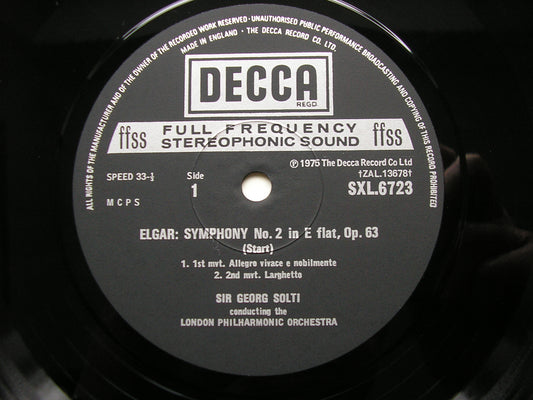 ALL RIGHTS OF THE MANUFACTURER AND OF THE OWNER OF THE RECORDED WORK RESERVED · UNAUTHORISED PUBLIC PERFORMANCE BROADCASTING AND COPYING OF THIS RECORD PROHIBITED
MADE IN ENGLAND · THE DECCA RECORD CO. LTD.
DECCA
REGD.
ffss FULL FREQUENCY STEREOPHONIC SOUND ffss
℗ 1975 The Decca Record Co Ltd
SPEED 33-⅓ Side †ZAL.13678†
1 SXL.6723
MCPS
ELGAR: SYMPHONY No. 2 in E flat, Op. 63
(Start)
1. 1st mvt. Allegro vivace e nobilmente
2. 2nd mvt. Larghetto
SIR GEORG SOLTI
conducting the
LONDON PHILHARMONIC ORCHESTRA